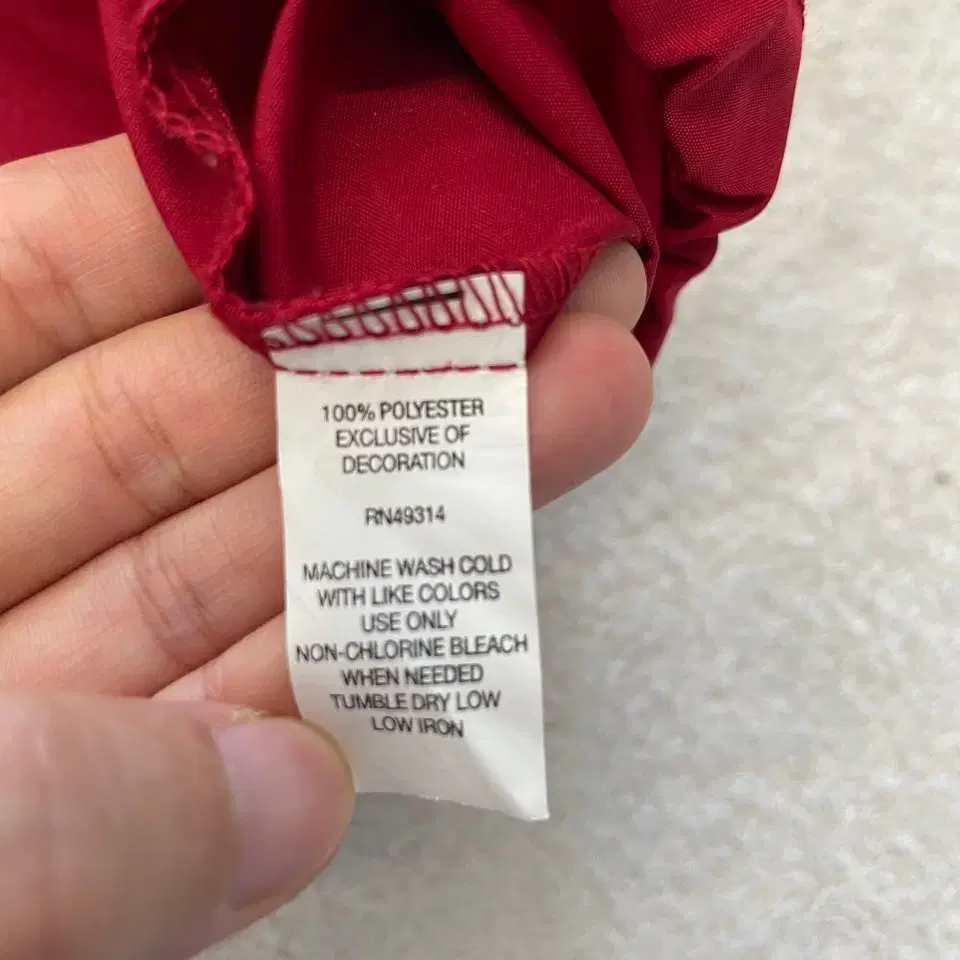 100% POLYESTER
EXCLUSIVE OF
DECORATION
RN49314
MACHINE WASH COLD
WITH LIKE COLORS
USE ONLY
NON-CHLORINE BLEACH
WHEN NEEDED
TUMBLE DRY LOW
LOW IRON